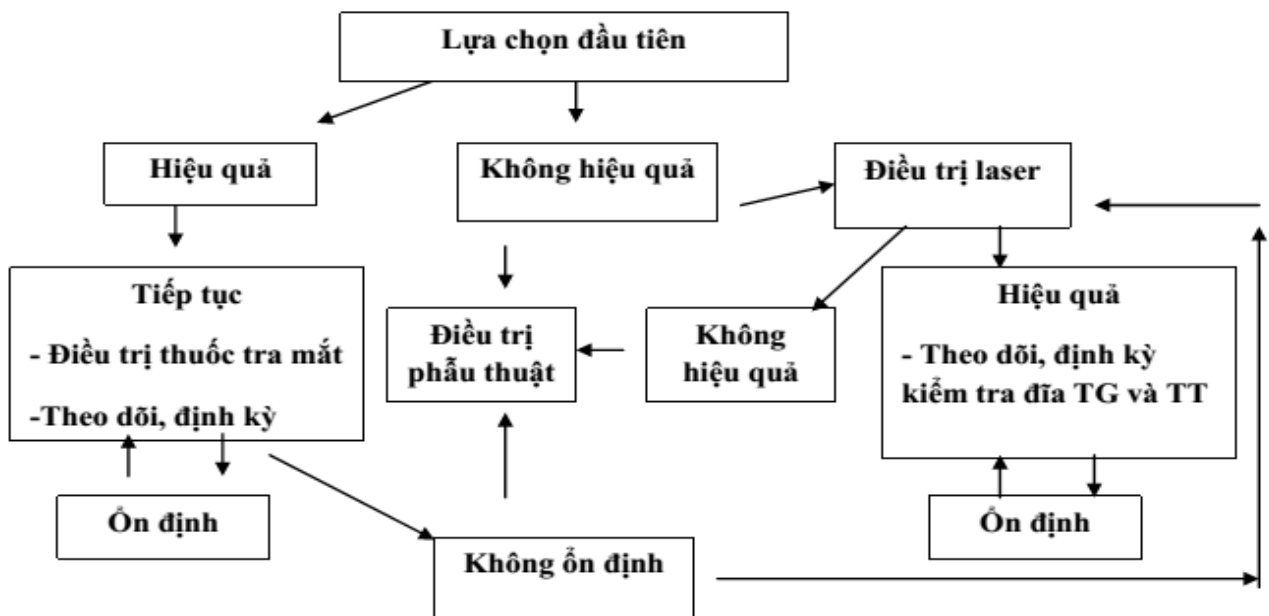 Lựa chọn đầu tiên
Hiệu quả
Không hiệu quả
Điều trị laser
Tiếp tục
- Điều trị thuốc tra mắt
-Theo dõi, định kỳ
Điều trị
phẫu thuật
Không
hiệu quả
Hiệu quả
- Theo dõi, định kỳ
kiểm tra đĩa TG và TT
Ổn định
Không ổn định
Ổn định